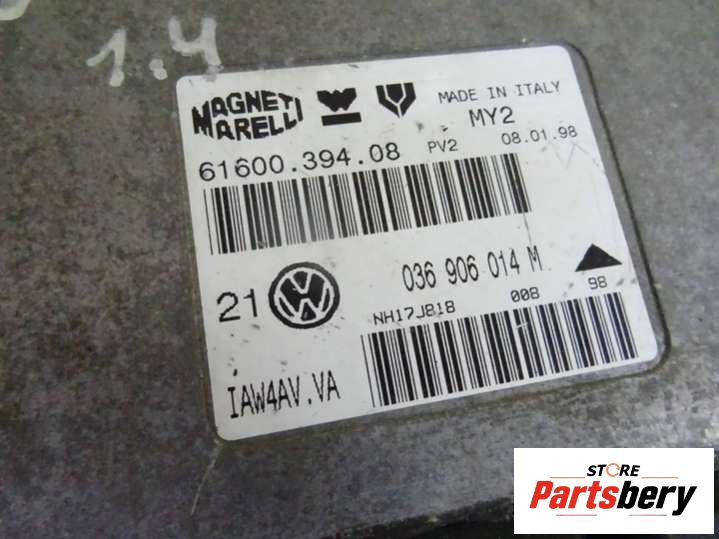 1.4
MAGNETI MARELLI MADE IN ITALY
MY2
61600.394.08 PV2 08.01.98
21 VW 036 906 014 M
NH17J818 008 98
IAW4AV.VA
STORE
Partsbery